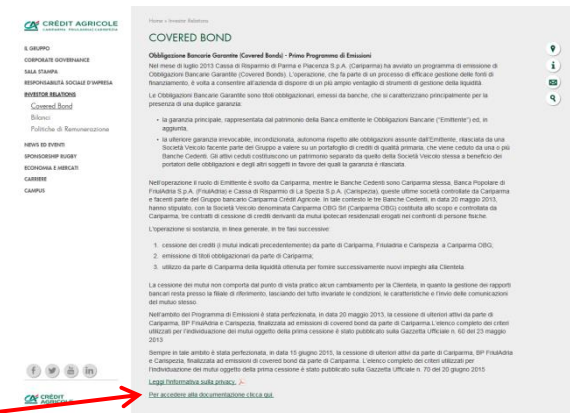 CRÉDIT AGRICOLE
CARIPARMA FRIULADRIA CARISPEZIA
IL GRUPPO
CORPORATE GOVERNANCE
SALA STAMPA
RESPONSABILITÀ SOCIALE D'IMPRESA
INVESTOR RELATIONS
Covered Bond
Bilanci
Politiche di Remunerazione
NEWS ED EVENTI
SPONSORSHIP RUGBY
ECONOMIA E MERCATI
CARRIERE
CAMPUS
CRÉDIT
AGRICOLE
Home » Investor Relations
COVERED BOND
Obbligazione Bancarie Garantite (Covered Bonds) - Primo Programma di Emissioni
Nel mese di luglio 2013 Cassa di Risparmio di Parma e Piacenza S.p.A. (Cariparma) ha avviato un programma di emissione di
Obbligazioni Bancarie Garantite (Covered Bonds). L'operazione, che fa parte di un processo di efficace gestione delle fonti di
finanziamento, è volta a consentire all'azienda di disporre di un più ampio ventaglio di strumenti di gestione della liquidità.
Le Obbligazioni Bancarie Garantite sono titoli obbligazionari, emessi da banche, che si caratterizzano principalmente per la
presenza di una duplice garanzia:
• la garanzia principale, rappresentata dal patrimonio della Banca emittente le Obbligazioni Bancarie ("Emittente") ed, in
aggiunta,
• la ulteriore garanzia irrevocabile, incondizionata, autonoma rispetto alle obbligazioni assunte dall'Emittente, rilasciata da una
Società Veicolo facente parte del Gruppo a valere su un portafoglio di crediti di qualità primaria, che viene ceduto da una o più
Banche Cedenti. Gli attivi ceduti costituiscono un patrimonio separato da quello della Società Veicolo stessa a beneficio dei
portatori delle obbligazioni e degli altri soggetti in favore dei quali la garanzia è rilasciata.
Nell'operazione il ruolo di Emittente è svolto da Cariparma, mentre le Banche Cedenti sono Cariparma stessa, Banca Popolare di
FriulAdria S.p.A. (FriulAdria) e Cassa di Risparmio di La Spezia S.p.A. (Carispezia), queste ultime società controllate da Cariparma
e facenti parte del Gruppo bancario Cariparma Crédit Agricole. In tale contesto le tre Banche Cedenti, in data 20 maggio 2013,
hanno stipulato, con la Società Veicolo denominata Cariparma OBG Srl (Cariparma OBG) costituita allo scopo e controllata da
Cariparma, tre contratti di cessione di crediti derivanti da mutui ipotecari residenziali erogati nei confronti di persone fisiche.
L'operazione si sostanzia, in linea generale, in tre fasi successive:
1. cessione dei crediti (i mutui indicati precedentemente) da parte di Cariparma, Friuladria e Carispezia a Cariparma OBG;
2. emissione di titoli obbligazionari da parte di Cariparma;
3. utilizzo da parte di Cariparma della liquidità ottenuta per fornire successivamente nuovi impieghi alla Clientela.
La cessione dei mutui non comporta dal punto di vista pratico alcun cambiamento per la Clientela, in quanto la gestione dei rapporti
bancari resta presso la filiale di riferimento, lasciando del tutto invariate le condizioni, le caratteristiche e l'invio delle comunicazioni
del mutuo stesso.
Nell'ambito del Programma di Emissioni è stata perfezionata, in data 20 maggio 2013, la cessione di ulteriori attivi da parte di
Cariparma, BP FriulAdria e Carispezia, finalizzata ad emissioni di covered bond da parte di Cariparma.L'elenco completo dei criteri
utilizzati per l'individuazione dei mutui oggetto della prima cessione è stato pubblicato sulla Gazzetta Ufficiale n. 60 del 23 maggio
2013
Sempre in tale ambito è stata perfezionata, in data 15 giugno 2015, la cessione di ulteriori attivi da parte di Cariparma, BP FriulAdria
e Carispezia, finalizzata ad emissioni di covered bond da parte di Cariparma. L'elenco completo dei criteri utilizzati per
l'individuazione dei mutui oggetto della prima cessione è stato pubblicato sulla Gazzetta Ufficiale n. 70 del 20 giugno 2015
Leggi l'informativa sulla privacy
Per accedere alla documentazione clicca qui.